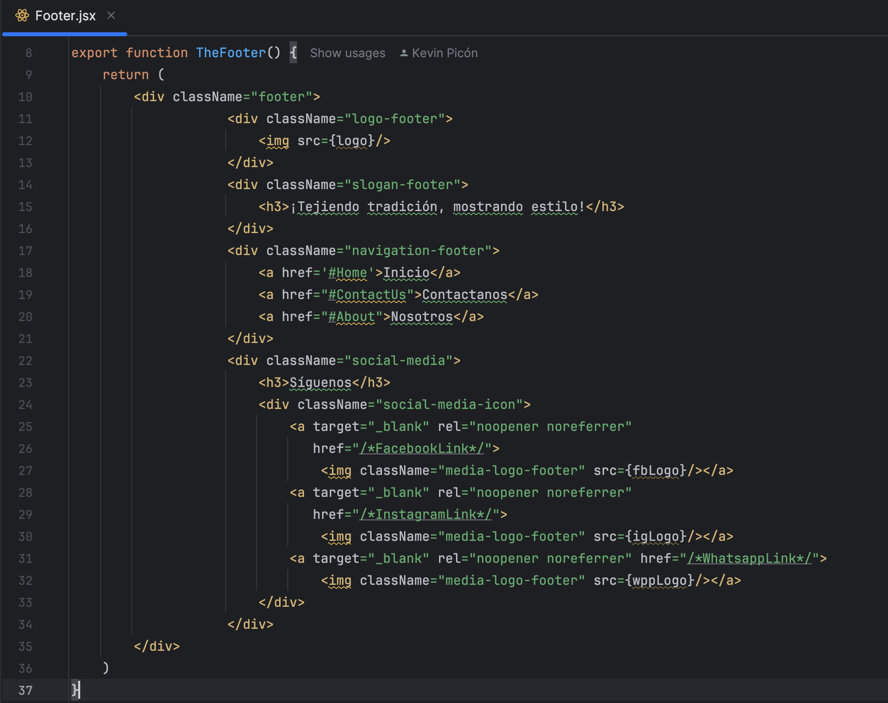 Footer.jsx
8 export function TheFooter() { Show usages Kevin Picón
9 return (
10 <div className="footer">
11 <div className="logo-footer">
12 <img src={logo}/>
13 </div>
14 <div className="slogan-footer">
15 <h3>¡Tejiendo tradición, mostrando estilo!</h3>
16 </div>
17 <div className="navigation-footer">
18 <a href='#Home'>Inicio</a>
19 <a href="#ContactUs">Contactanos</a>
20 <a href="#About">Nosotros</a>
21 </div>
22 <div className="social-media">
23 <h3>Síguenos</h3>
24 <div className="social-media-icon">
25 <a target="_blank" rel="noopener noreferrer"
26 href="/*FacebookLink*/">
27 <img className="media-logo-footer" src={fbLogo}/></a>
28 <a target="_blank" rel="noopener noreferrer"
29 href="/*InstagramLink*/">
30 <img className="media-logo-footer" src={igLogo}/></a>
31 <a target="_blank" rel="noopener noreferrer" href="/*WhatsappLink*/">
32 <img className="media-logo-footer" src={wppLogo}/></a>
33 </div>
34 </div>
35 </div>
36 )
37 }